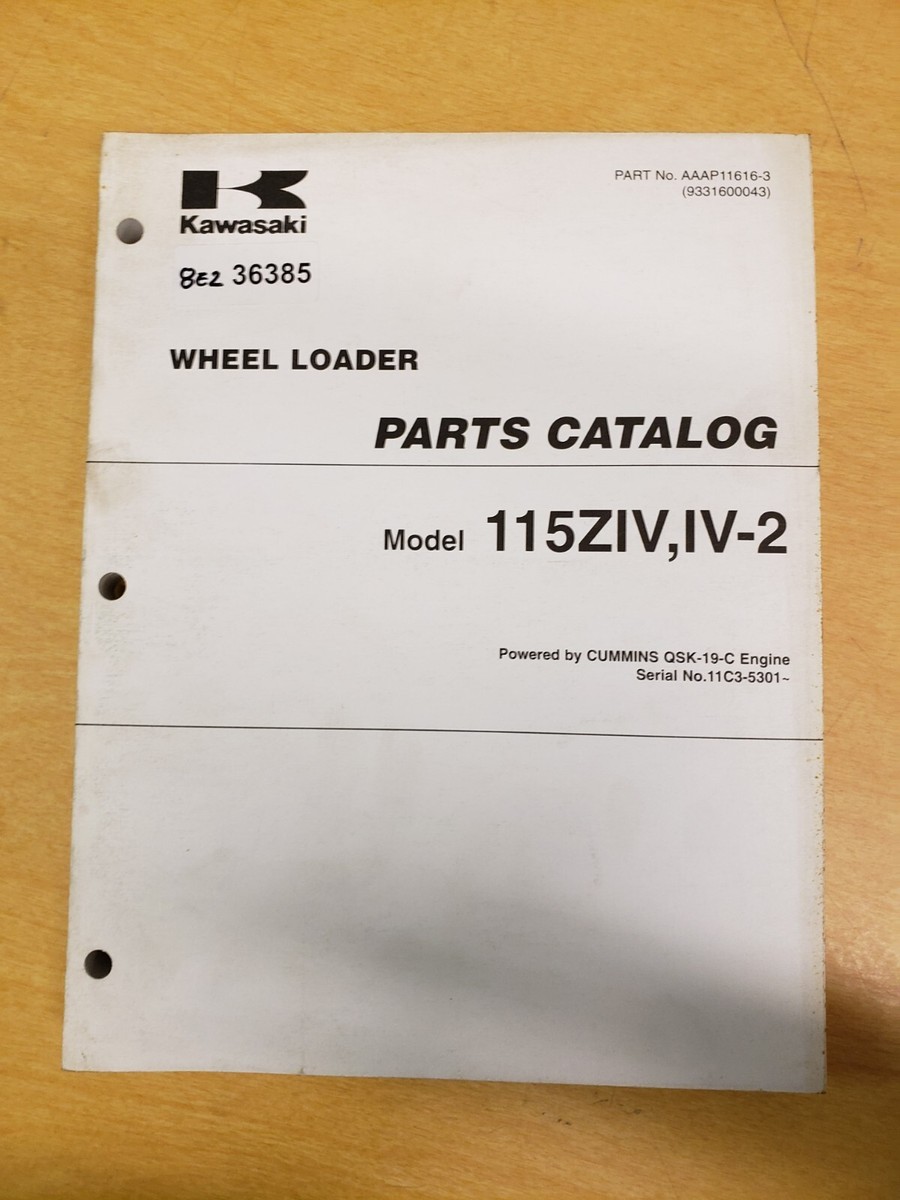 PART No. AAAP11616-3
(9331600043)
Kawasaki
8E2 36385
WHEEL LOADER
PARTS CATALOG
Model 115ZIV,IV-2
Powered by CUMMINS QSK-19-C Engine
Serial No.11C3-5301~